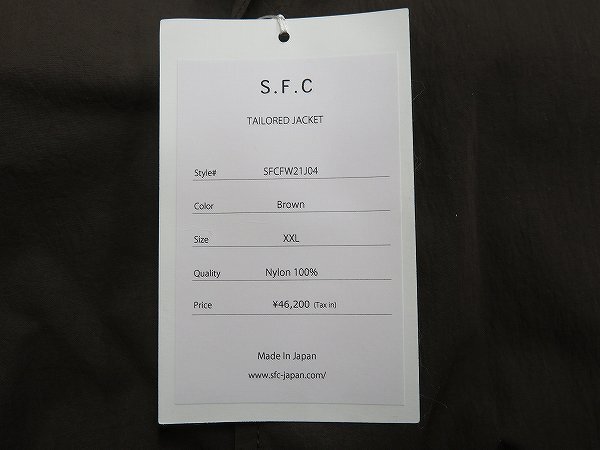 S.F.C
TAILORED JACKET
Style# SFCFW21J04
Color Brown
Size XXL
Quality Nylon 100%
Price ¥46,200 (Tax in)
Made In Japan
www.sfc-japan.com/